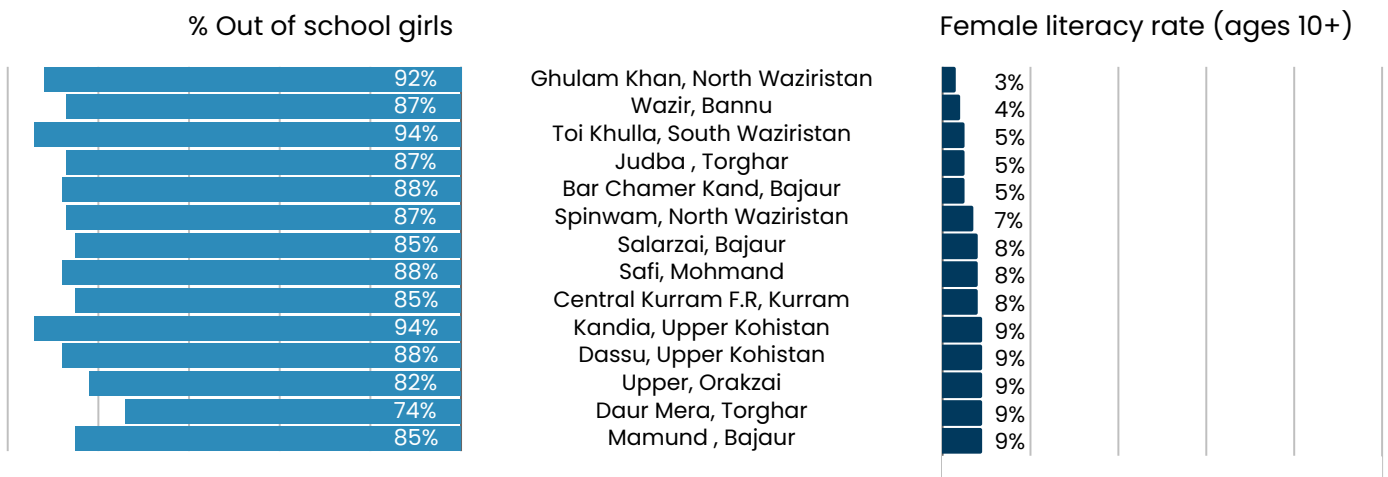 % Out of school girls Female literacy rate (ages 10+)
92% Ghulam Khan, North Waziristan 3%
87% Wazir, Bannu 4%
94% Toi Khulla, South Waziristan 5%
87% Judba , Torghar 5%
88% Bar Chamer Kand, Bajaur 5%
87% Spinwam, North Waziristan 7%
85% Salarzai, Bajaur 8%
88% Safi, Mohmand 8%
85% Central Kurram F.R, Kurram 8%
94% Kandia, Upper Kohistan 9%
88% Dassu, Upper Kohistan 9%
82% Upper, Orakzai 9%
74% Daur Mera, Torghar 9%
85% Mamund , Bajaur 9%